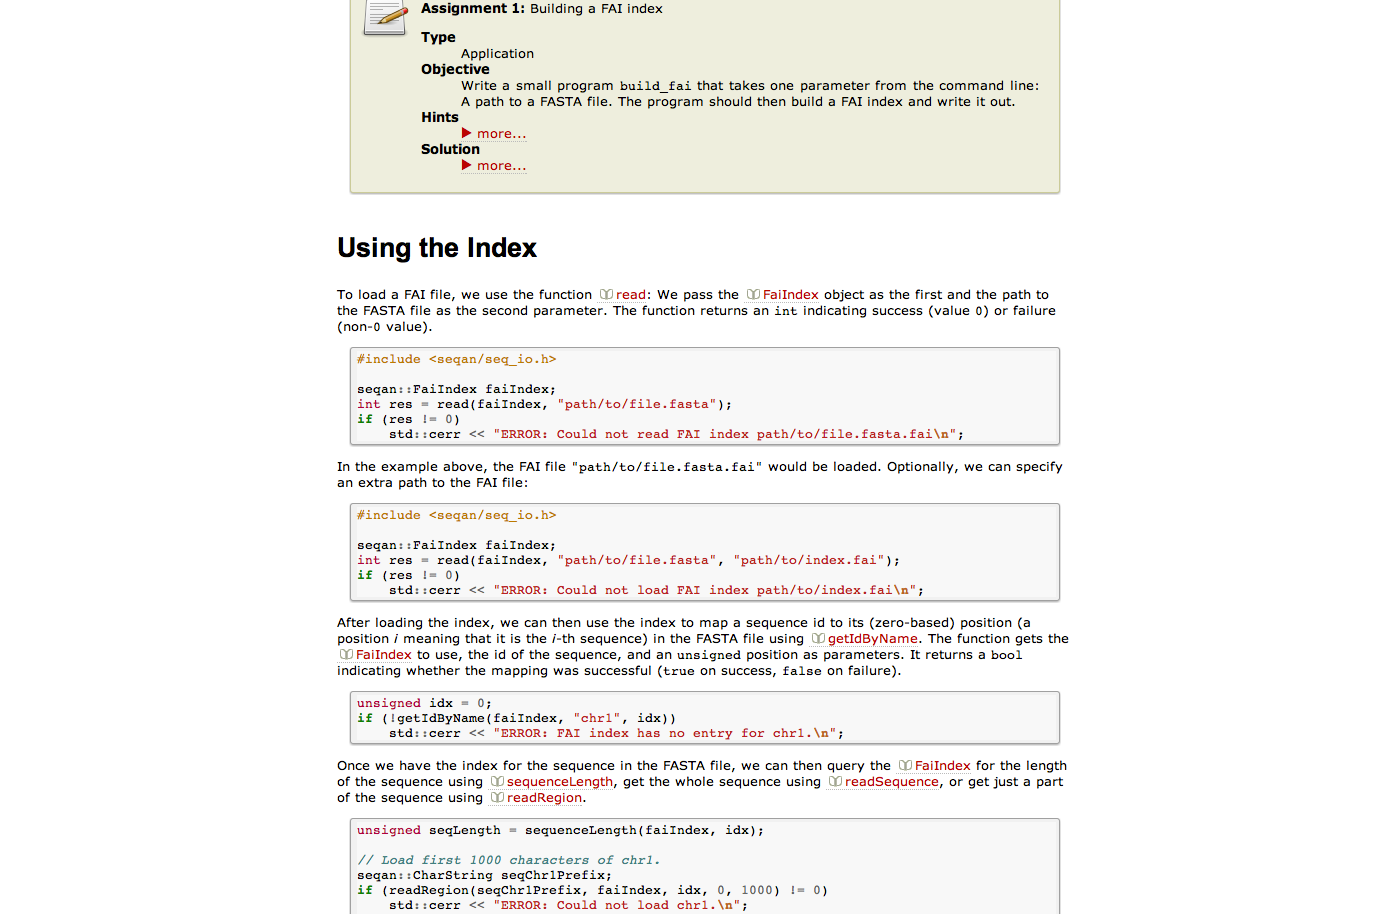 Assignment 1: Building a FAI index
Type
Application
Objective
Write a small program build_fai that takes one parameter from the command line:
A path to a FASTA file. The program should then build a FAI index and write it out.
Hints
more...
Solution
more...
Using the Index
To load a FAI file, we use the function read: We pass the FaiIndex object as the first and the path to
the FASTA file as the second parameter. The function returns an int indicating success (value 0) or failure
(non-0 value).
#include <seqan/seq_io.h>
seqan::FaiIndex faiIndex;
int res = read(faiIndex, "path/to/file.fasta");
if (res != 0)
    std::cerr << "ERROR: Could not read FAI index path/to/file.fasta.fai\n";
In the example above, the FAI file "path/to/file.fasta.fai" would be loaded. Optionally, we can specify
an extra path to the FAI file:
#include <seqan/seq_io.h>
seqan::FaiIndex faiIndex;
int res = read(faiIndex, "path/to/file.fasta", "path/to/index.fai");
if (res != 0)
    std::cerr << "ERROR: Could not load FAI index path/to/index.fai\n";
After loading the index, we can then use the index to map a sequence id to its (zero-based) position (a
position i meaning that it is the i-th sequence) in the FASTA file using getIdByName. The function gets the
FaiIndex to use, the id of the sequence, and an unsigned position as parameters. It returns a bool
indicating whether the mapping was successful (true on success, false on failure).
unsigned idx = 0;
if (!getIdByName(faiIndex, "chr1", idx))
    std::cerr << "ERROR: FAI index has no entry for chr1.\n";
Once we have the index for the sequence in the FASTA file, we can then query the FaiIndex for the length
of the sequence using sequenceLength, get the whole sequence using readSequence, or get just a part
of the sequence using readRegion.
unsigned seqLength = sequenceLength(faiIndex, idx);
// Load first 1000 characters of chr1.
seqan::CharString seqChr1Prefix;
if (readRegion(seqChr1Prefix, faiIndex, idx, 0, 1000) != 0)
    std::cerr << "ERROR: Could not load chr1.\n";